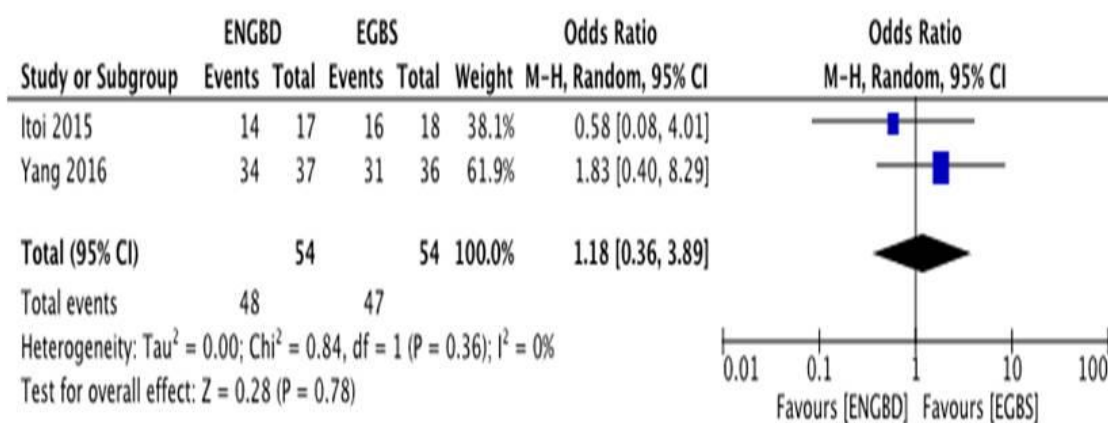 ENGBD EGBS Odds Ratio Odds Ratio
Study or Subgroup Events Total Events Total Weight M-H, Random, 95% CI M-H, Random, 95% CI
Itoi 2015 14 17 16 18 38.1% 0.58 [0.08, 4.01]
Yang 2016 34 37 31 36 61.9% 1.83 [0.40, 8.29]
Total (95% CI) 54 54 100.0% 1.18 [0.36, 3.89]
Total events 48 47
Heterogeneity: Tau² = 0.00; Chi² = 0.84, df = 1 (P = 0.36); I² = 0%
Test for overall effect: Z = 0.28 (P = 0.78)
0.01 0.1 1 10 100
Favours [ENGBD] Favours [EGBS]